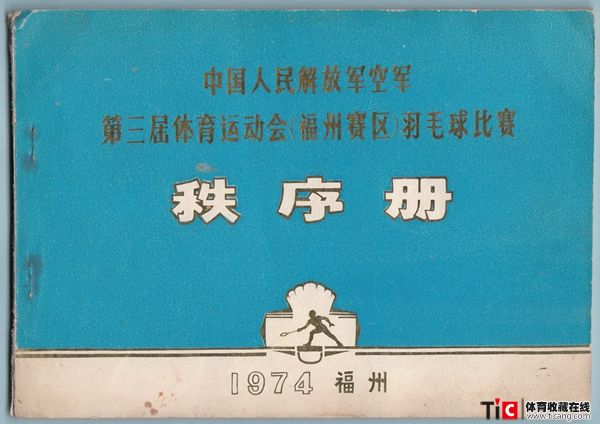 中国人民解放军空军
第三届体育运动会(福州赛区)羽毛球比赛
秩序册
1974 福州
TiC 体育收藏在线
www.ticang.com